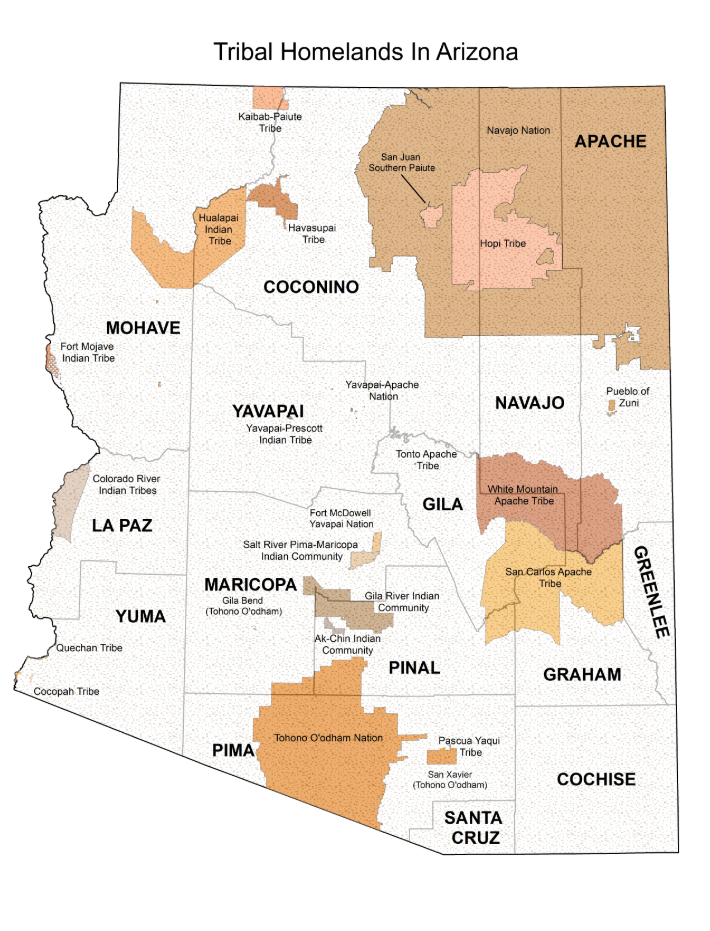 Tribal Homelands In Arizona
Kaibab-Paiute
Tribe
Navajo Nation
APACHE
San Juan
Southern Paiute
Hualapai
Indian
Tribe
Havasupai
Tribe
Hopi Tribe
COCONINO
MOHAVE
Fort Mojave
Indian Tribe
Yavapai-Apache
Nation
Pueblo of
Zuni
NAVAJO
YAVAPAI
Yavapai-Prescott
Indian Tribe
Tonto Apache
Tribe
Colorado River
Indian Tribes
White Mountain
Apache Tribe
GILA
LA PAZ
Fort McDowell
Yavapai Nation
Salt River Pima-Maricopa
Indian Community
GREENLEE
San Carlos Apache
Tribe
MARICOPA
Gila Bend
(Tohono O'odham)
Gila River Indian
Community
YUMA
Ak-Chin Indian
Community
Quechan Tribe
PINAL
GRAHAM
Cocopah Tribe
Tohono O'odham Nation
Pascua Yaqui
Tribe
PIMA
San Xavier
(Tohono O'odham)
COCHISE
SANTA
CRUZ